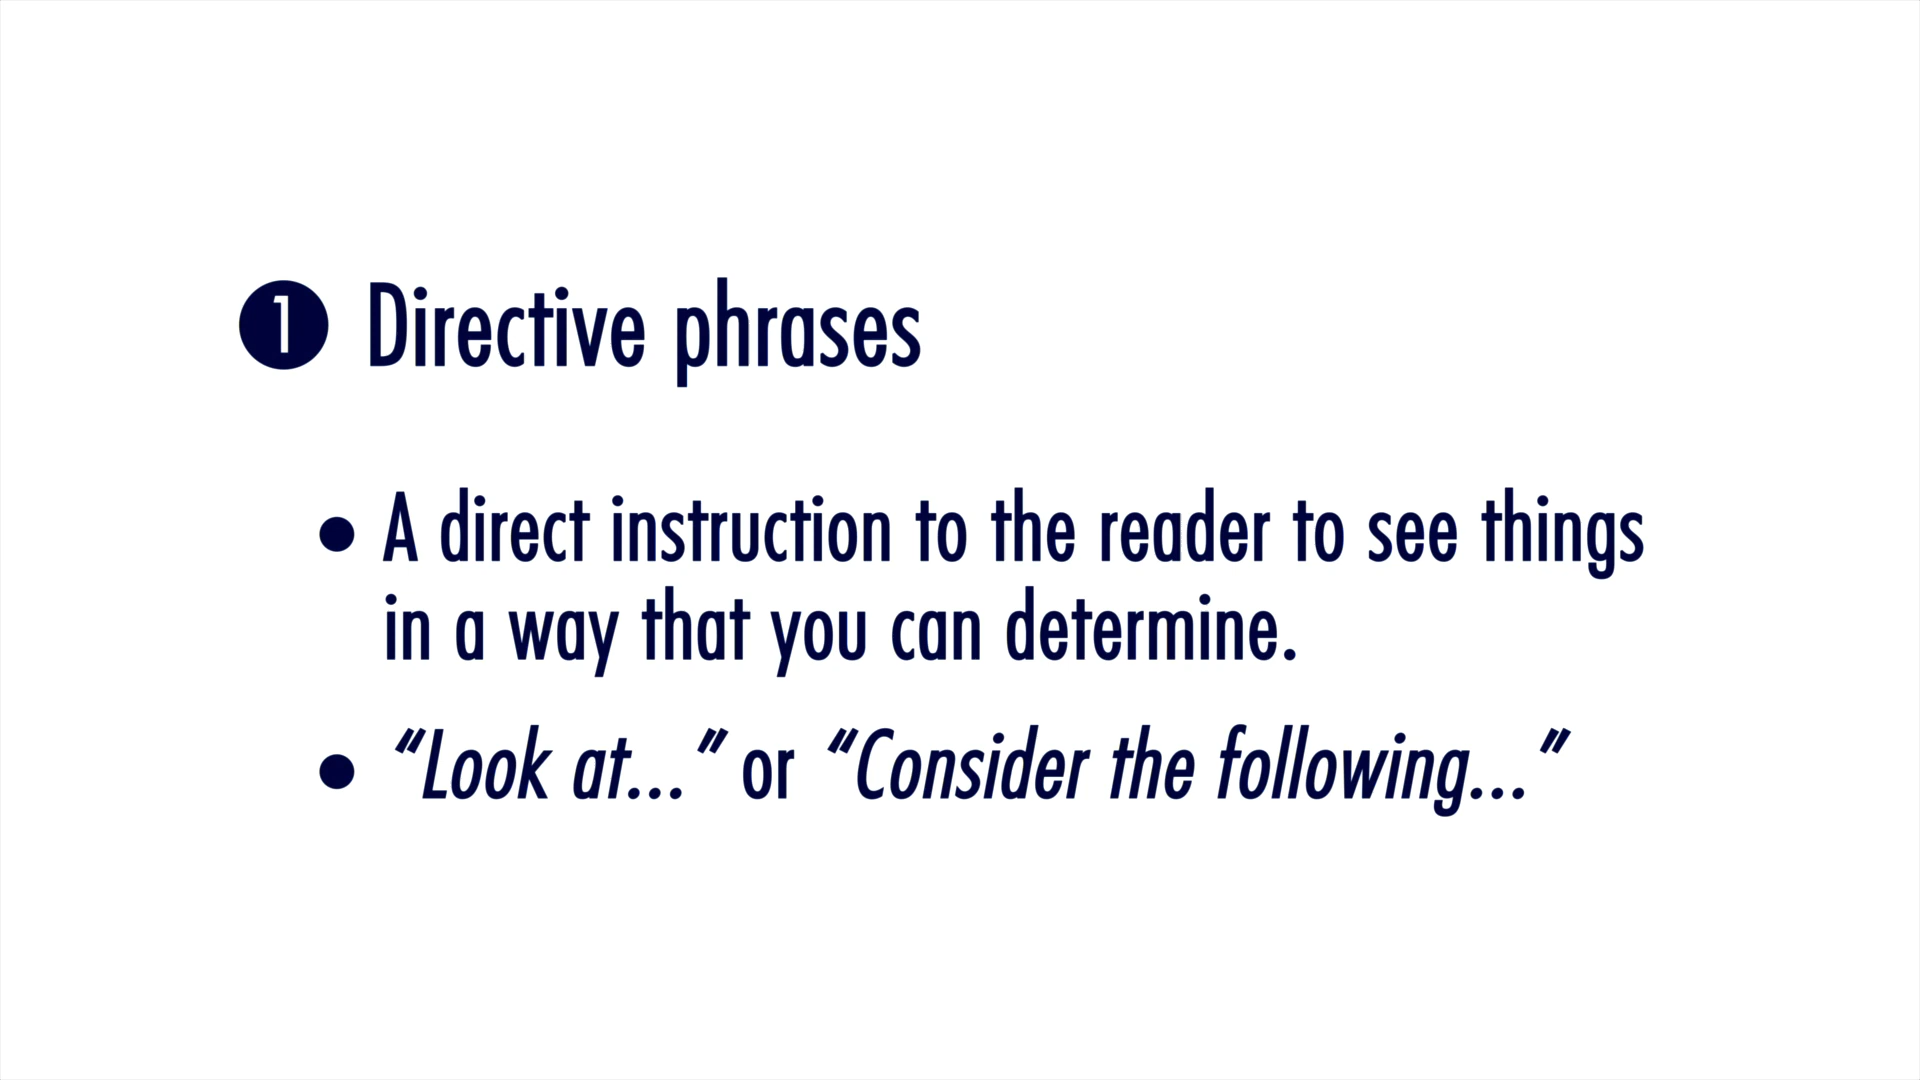 ❶ Directive phrases
• A direct instruction to the reader to see things
in a way that you can determine.
• “Look at...” or “Consider the following...”